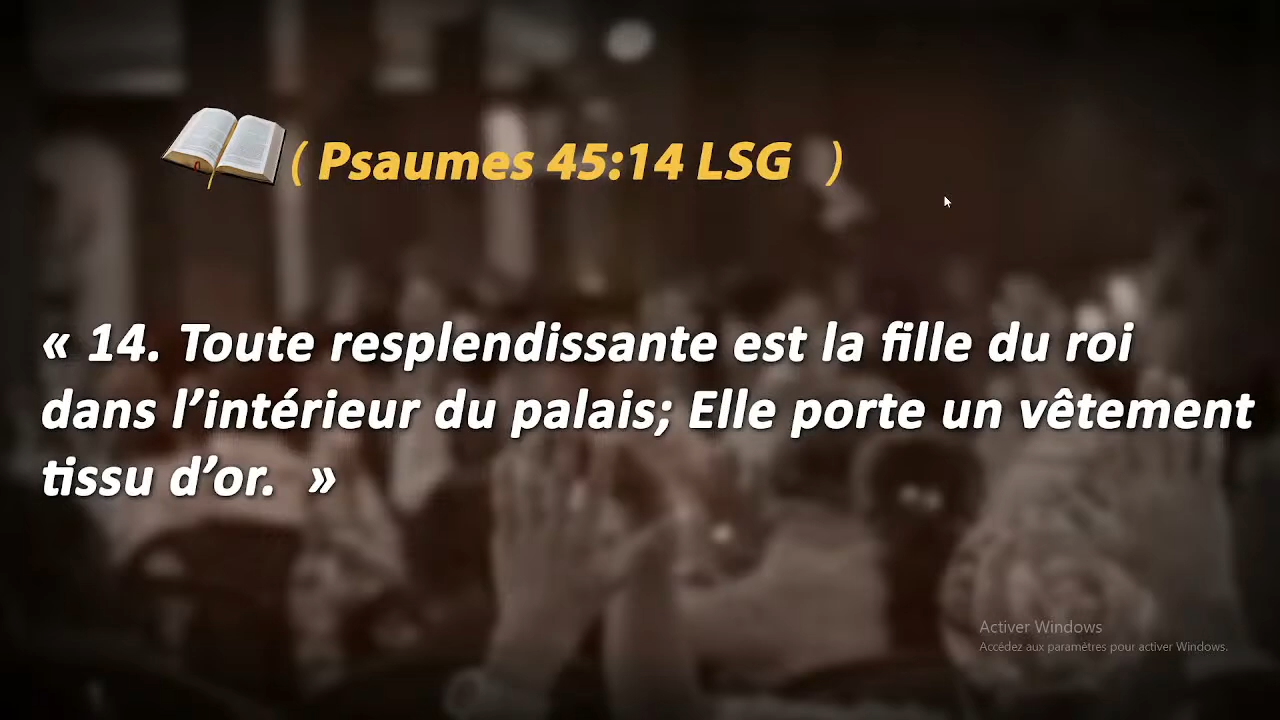 ( Psaumes 45:14 LSG )
« 14. Toute resplendissante est la fille du roi
dans l’intérieur du palais; Elle porte un vêtement
tissu d’or. »
Activer Windows
Accédez aux paramètres pour activer Windows.